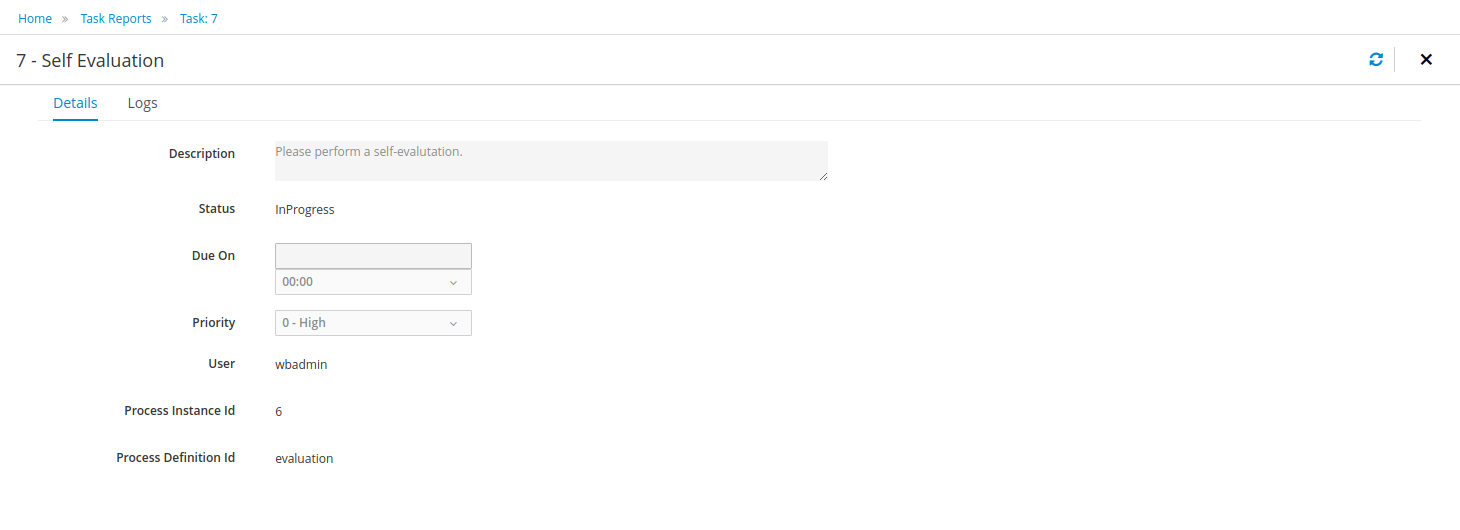 Home » Task Reports » Task: 7
7 - Self Evaluation
Details Logs
Description Please perform a self-evalutation.
Status InProgress
Due On
00:00
Priority 0 - High
User wbadmin
Process Instance Id 6
Process Definition Id evaluation